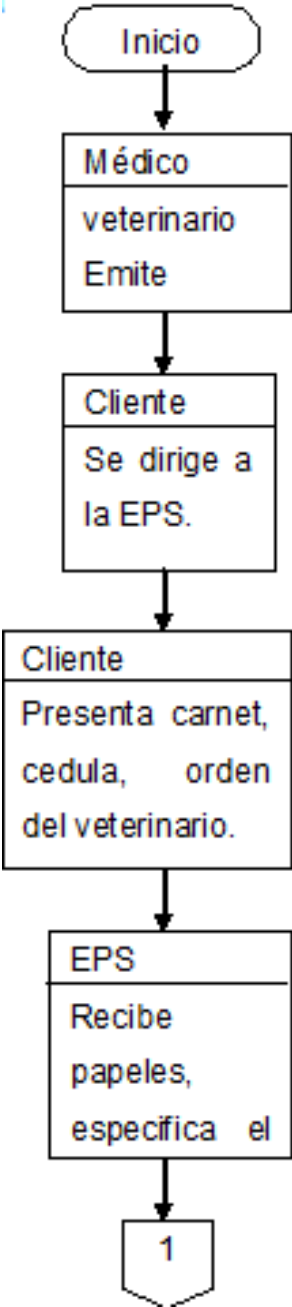 Inicio
Médico
veterinario
Emite
Cliente
Se dirige a
la EPS.
Cliente
Presenta carnet,
cedula, orden
del veterinario.
EPS
Recibe
papeles,
especifica el
1